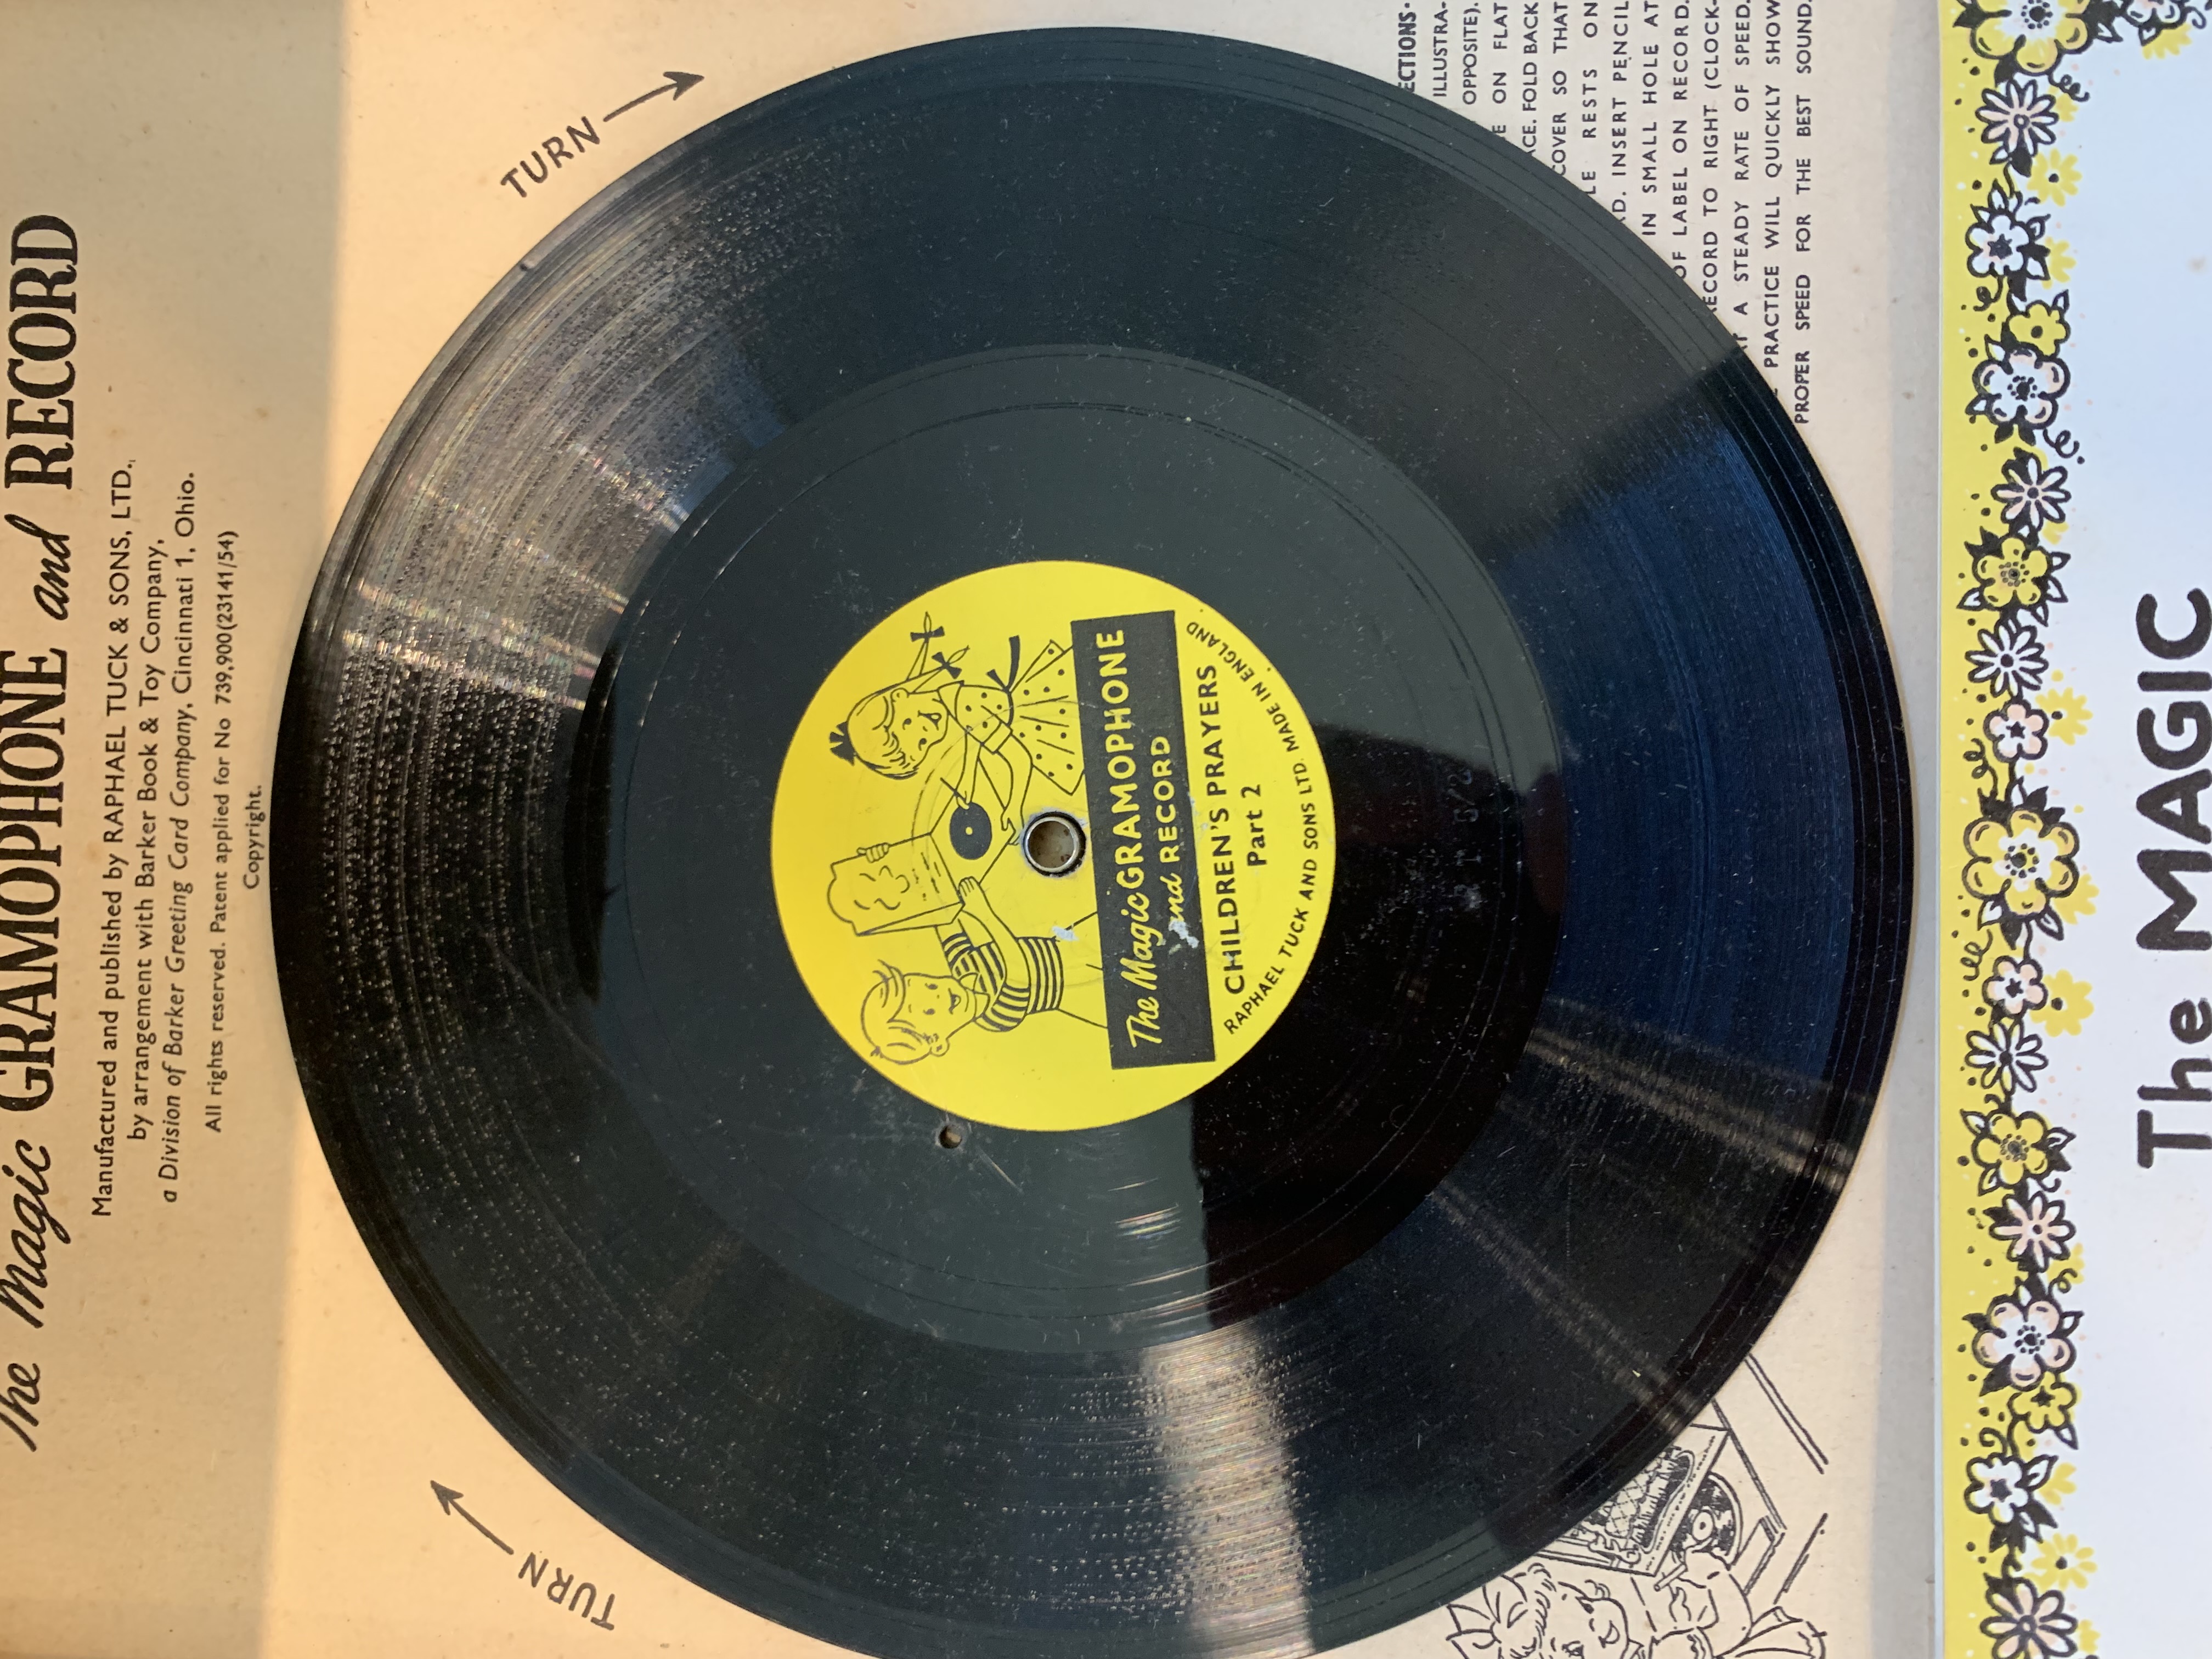 The Magic GRAMOPHONE and RECORD
Manufactured and published by RAPHAEL TUCK & SONS, LTD.,
by arrangement with Barker Book & Toy Company,
a Division of Barker Greeting Card Company, Cincinnati 1, Ohio.
All rights reserved. Patent applied for No 739,900(23141/54)
Copyright.
TURN
TURN
The Magic GRAMOPHONE
and RECORD
CHILDREN'S PRAYERS
Part 2
RAPHAEL TUCK AND SONS LTD. MADE IN ENGLAND
ECTIONS-
ILLUSTRA-
OPPOSITE).
E ON FLAT
ACE. FOLD BACK
COVER SO THAT
LE RESTS ON
D. INSERT PENCIL
IN SMALL HOLE AT
OF LABEL ON RECORD.
RECORD TO RIGHT (CLOCK-
A STEADY RATE OF SPEED.
PRACTICE WILL QUICKLY SHOW
PROPER SPEED FOR THE BEST SOUND.
The MAGIC